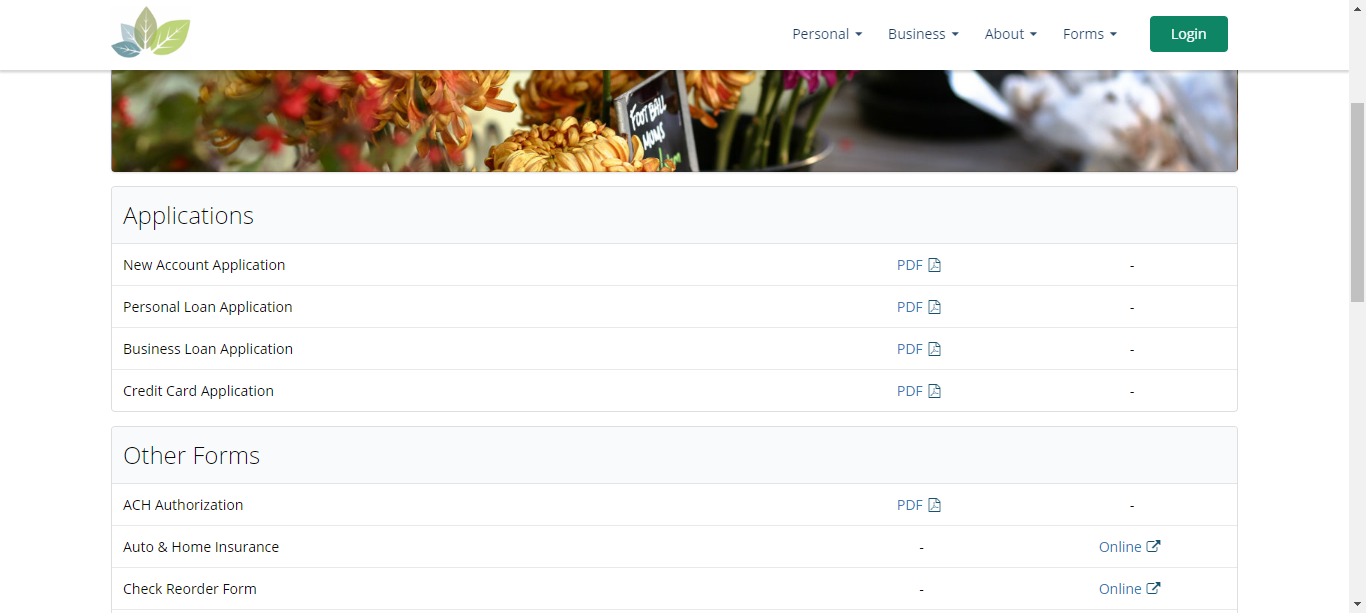 Personal Business About Forms Login
FOOTBALL
MOMS
Applications
New Account Application PDF -
Personal Loan Application PDF -
Business Loan Application PDF -
Credit Card Application PDF -
Other Forms
ACH Authorization PDF -
Auto & Home Insurance - Online
Check Reorder Form - Online